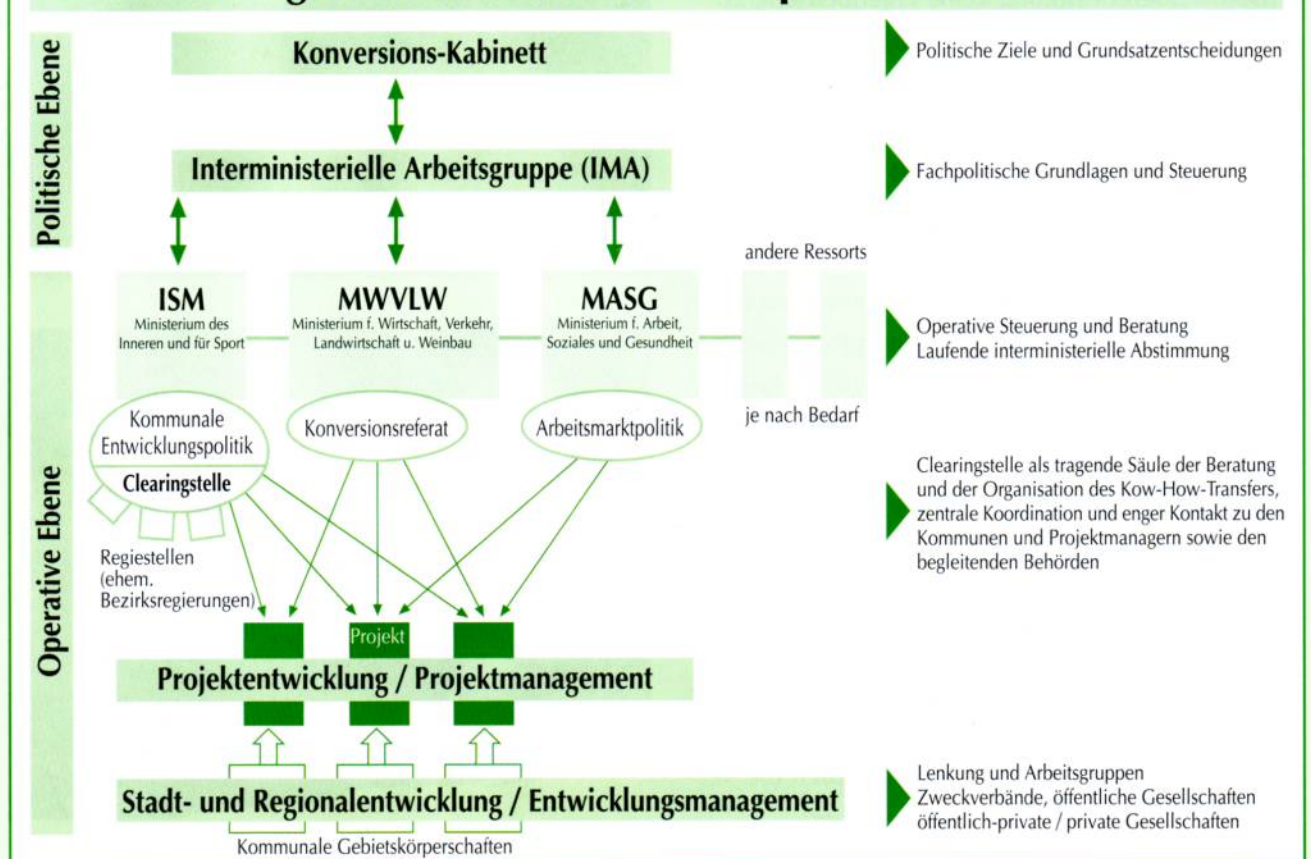 Politische Ebene
Konversions-Kabinett
Politische Ziele und Grundsatzentscheidungen
Interministerielle Arbeitsgruppe (IMA)
Fachpolitische Grundlagen und Steuerung
andere Ressorts
Operative Ebene
ISM
Ministerium des
Inneren und für Sport
MWVLW
Ministerium f. Wirtschaft, Verkehr,
Landwirtschaft u. Weinbau
MASG
Ministerium f. Arbeit,
Soziales und Gesundheit
Operative Steuerung und Beratung
Laufende interministerielle Abstimmung
je nach Bedarf
Kommunale
Entwicklungspolitik
Clearingstelle
Konversionsreferat
Arbeitsmarktpolitik
Clearingstelle als tragende Säule der Beratung
und der Organisation des Kow-How-Transfers,
zentrale Koordination und enger Kontakt zu den
Kommunen und Projektmanagern sowie den
begleitenden Behörden
Regiestellen
(ehem.
Bezirksregierungen)
Projekt
Projektentwicklung / Projektmanagement
Stadt- und Regionalentwicklung / Entwicklungsmanagement
Kommunale Gebietskörperschaften
Lenkung und Arbeitsgruppen
Zweckverbände, öffentliche Gesellschaften
öffentlich-private / private Gesellschaften